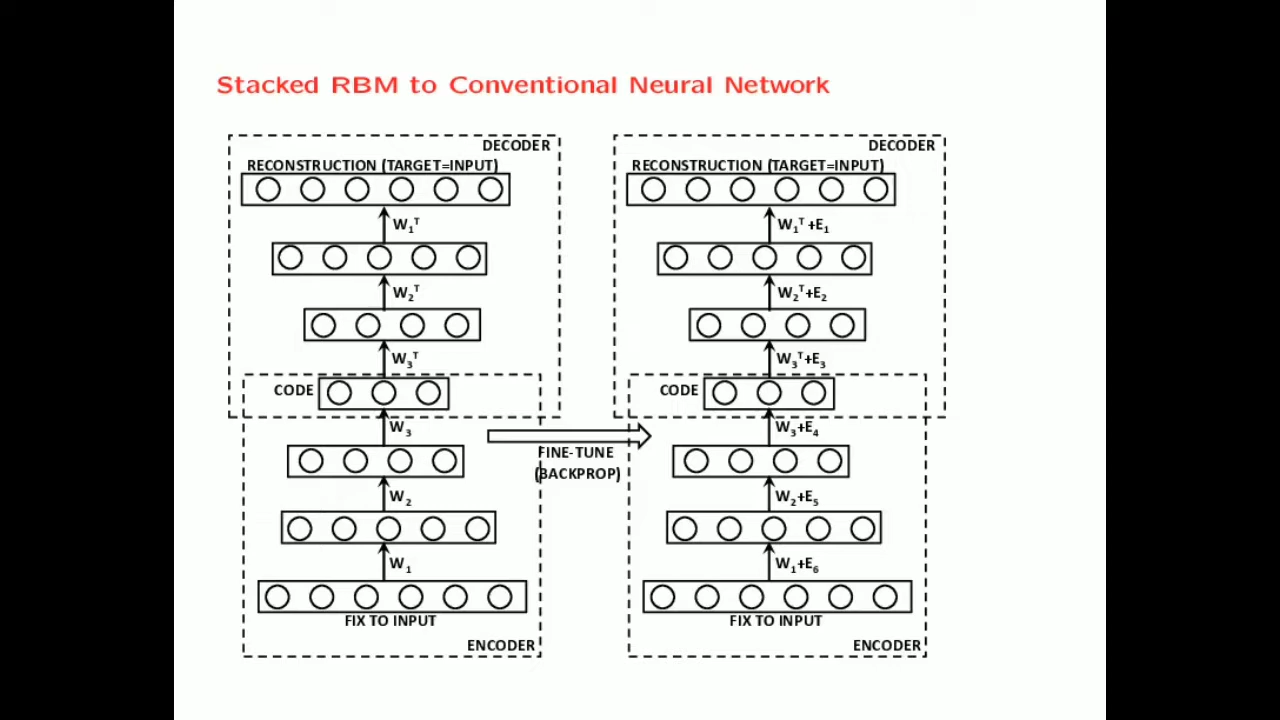 Stacked RBM to Conventional Neural Network
DECODER
RECONSTRUCTION (TARGET=INPUT)
W₁ᵀ
W₂ᵀ
W₃ᵀ
CODE
W₃
W₂
W₁
FIX TO INPUT
ENCODER
FINE-TUNE
(BACKPROP)
DECODER
RECONSTRUCTION (TARGET=INPUT)
W₁ᵀ+E₁
W₂ᵀ+E₂
W₃ᵀ+E₃
CODE
W₃+E₄
W₂+E₅
W₁+E₆
FIX TO INPUT
ENCODER